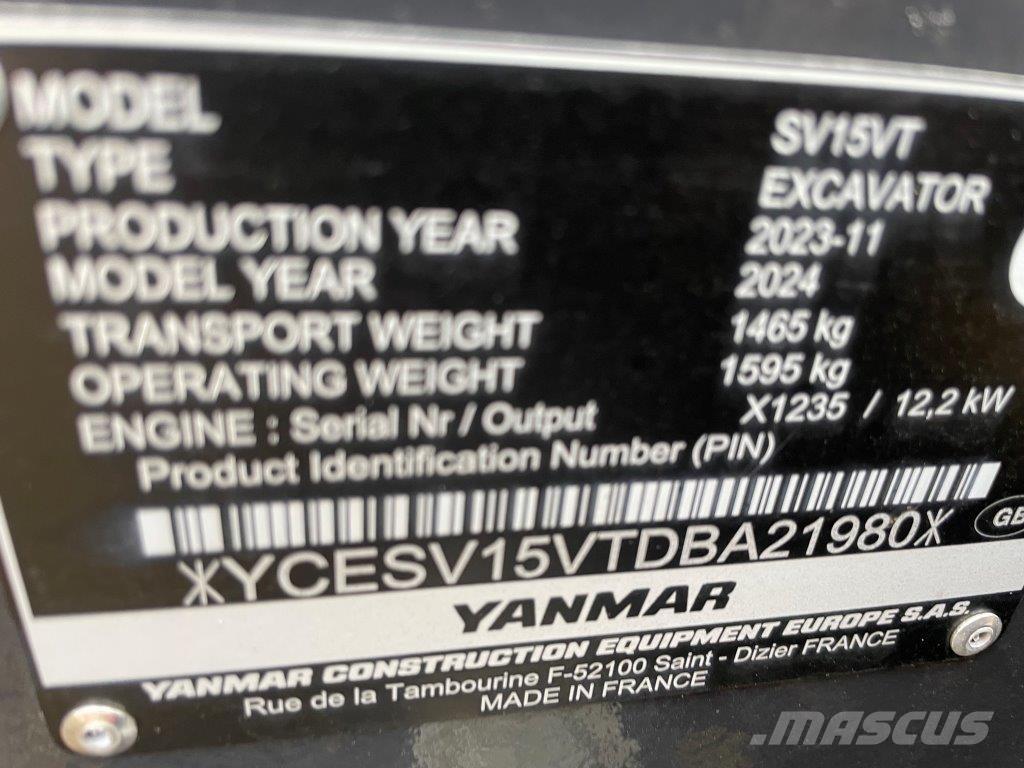 MODEL SV15VT
TYPE EXCAVATOR
PRODUCTION YEAR 2023-11
MODEL YEAR 2024
TRANSPORT WEIGHT 1465 kg
OPERATING WEIGHT 1595 kg
ENGINE : Serial Nr / Output X1235 / 12,2 kW
Product Identification Number (PIN)
*YCESV15VTDBA21980*
GB
YANMAR
YANMAR CONSTRUCTION EQUIPMENT EUROPE S.A.S.
Rue de la Tambourine F-52100 Saint - Dizier FRANCE
MADE IN FRANCE
MASCUS